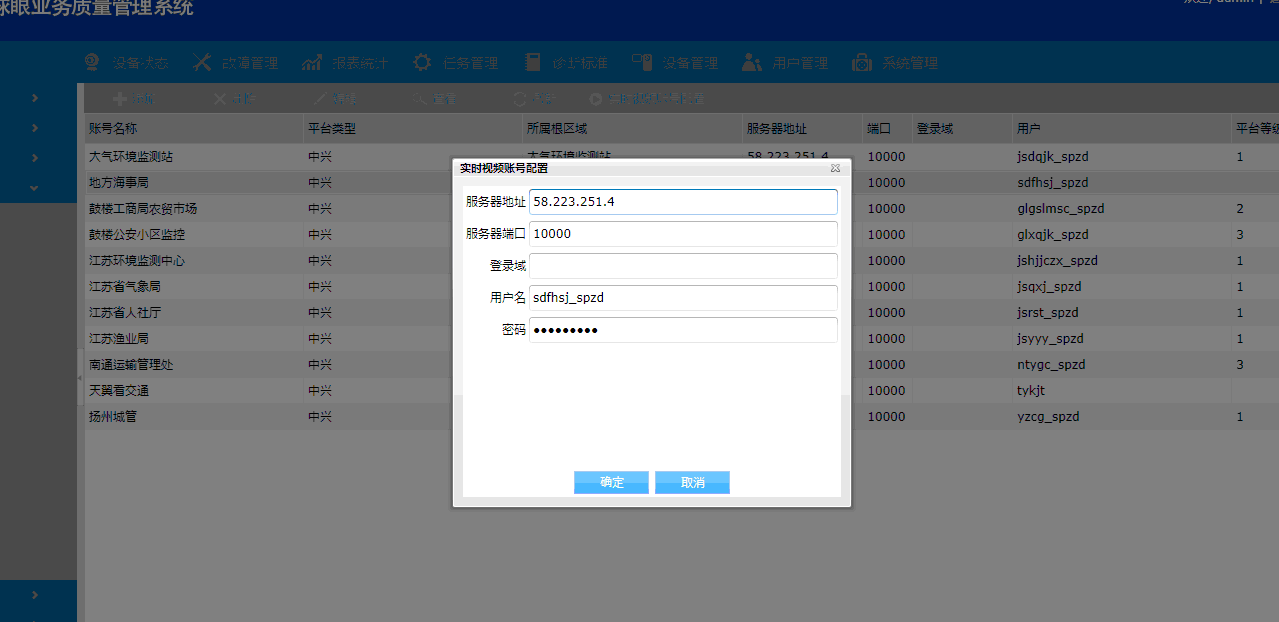 球眼业务质量管理系统
欢迎, admin |
设备状态 故障管理 报表统计 任务管理 诊断标准 设备管理 用户管理 系统管理
实时视频账号配置
账号名称 平台类型 所属根区域 服务器地址 端口 登录域 用户 平台等级
大气环境监测站 中兴 大气环境监测站 58.223.251.4 10000 jsdqjk_spzd 1
地方海事局 中兴 10000 sdfhsj_spzd
鼓楼工商局农贸市场 中兴 10000 glgslmsc_spzd 2
鼓楼公安小区监控 中兴 10000 glxqjk_spzd 3
江苏环境监测中心 中兴 10000 jshjjczx_spzd 1
江苏省气象局 中兴 10000 jsqxj_spzd 1
江苏省人社厅 中兴 10000 jsrst_spzd 1
江苏渔业局 中兴 10000 jsyyy_spzd 1
南通运输管理处 中兴 10000 ntygc_spzd 3
天翼看交通 中兴 10000 tykjt
扬州城管 中兴 10000 yzcg_spzd 1
实时视频账号配置
服务器地址 58.223.251.4
服务器端口 10000
登录域
用户名 sdfhsj_spzd
密码 •••••••••
确定 取消